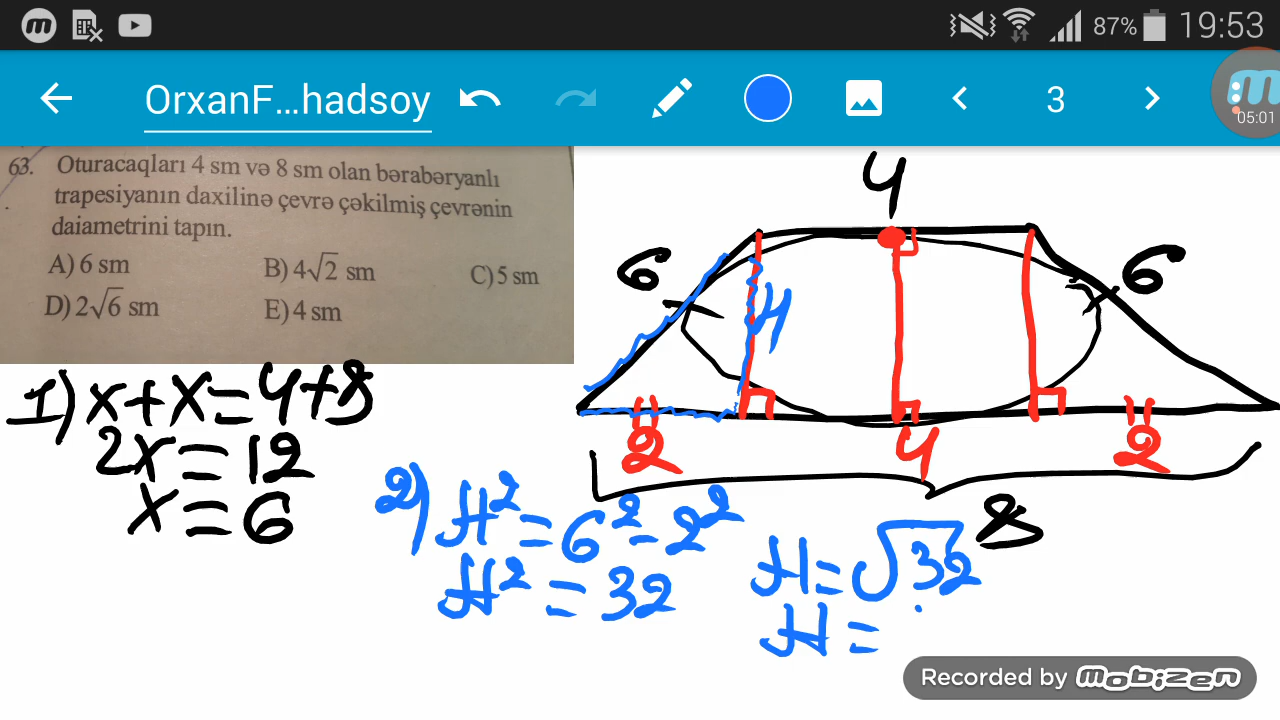 19:53
87%
OrxanF...hadsoy
3
05:01
63. Oturacaqları 4 sm və 8 sm olan bərabəryanlı
trapesiyanın daxilinə çevrə çəkilmiş çevrənin
daiametrini tapın.
A) 6 sm B) 4√2 sm C) 5 sm
D) 2√6 sm E) 4 sm
4
6 6
H
2 4 2
8
1) x+x=4+8
2x=12
x=6
2) H²=6²-2²
H²=32
H=√32
H=
Recorded by mobizen